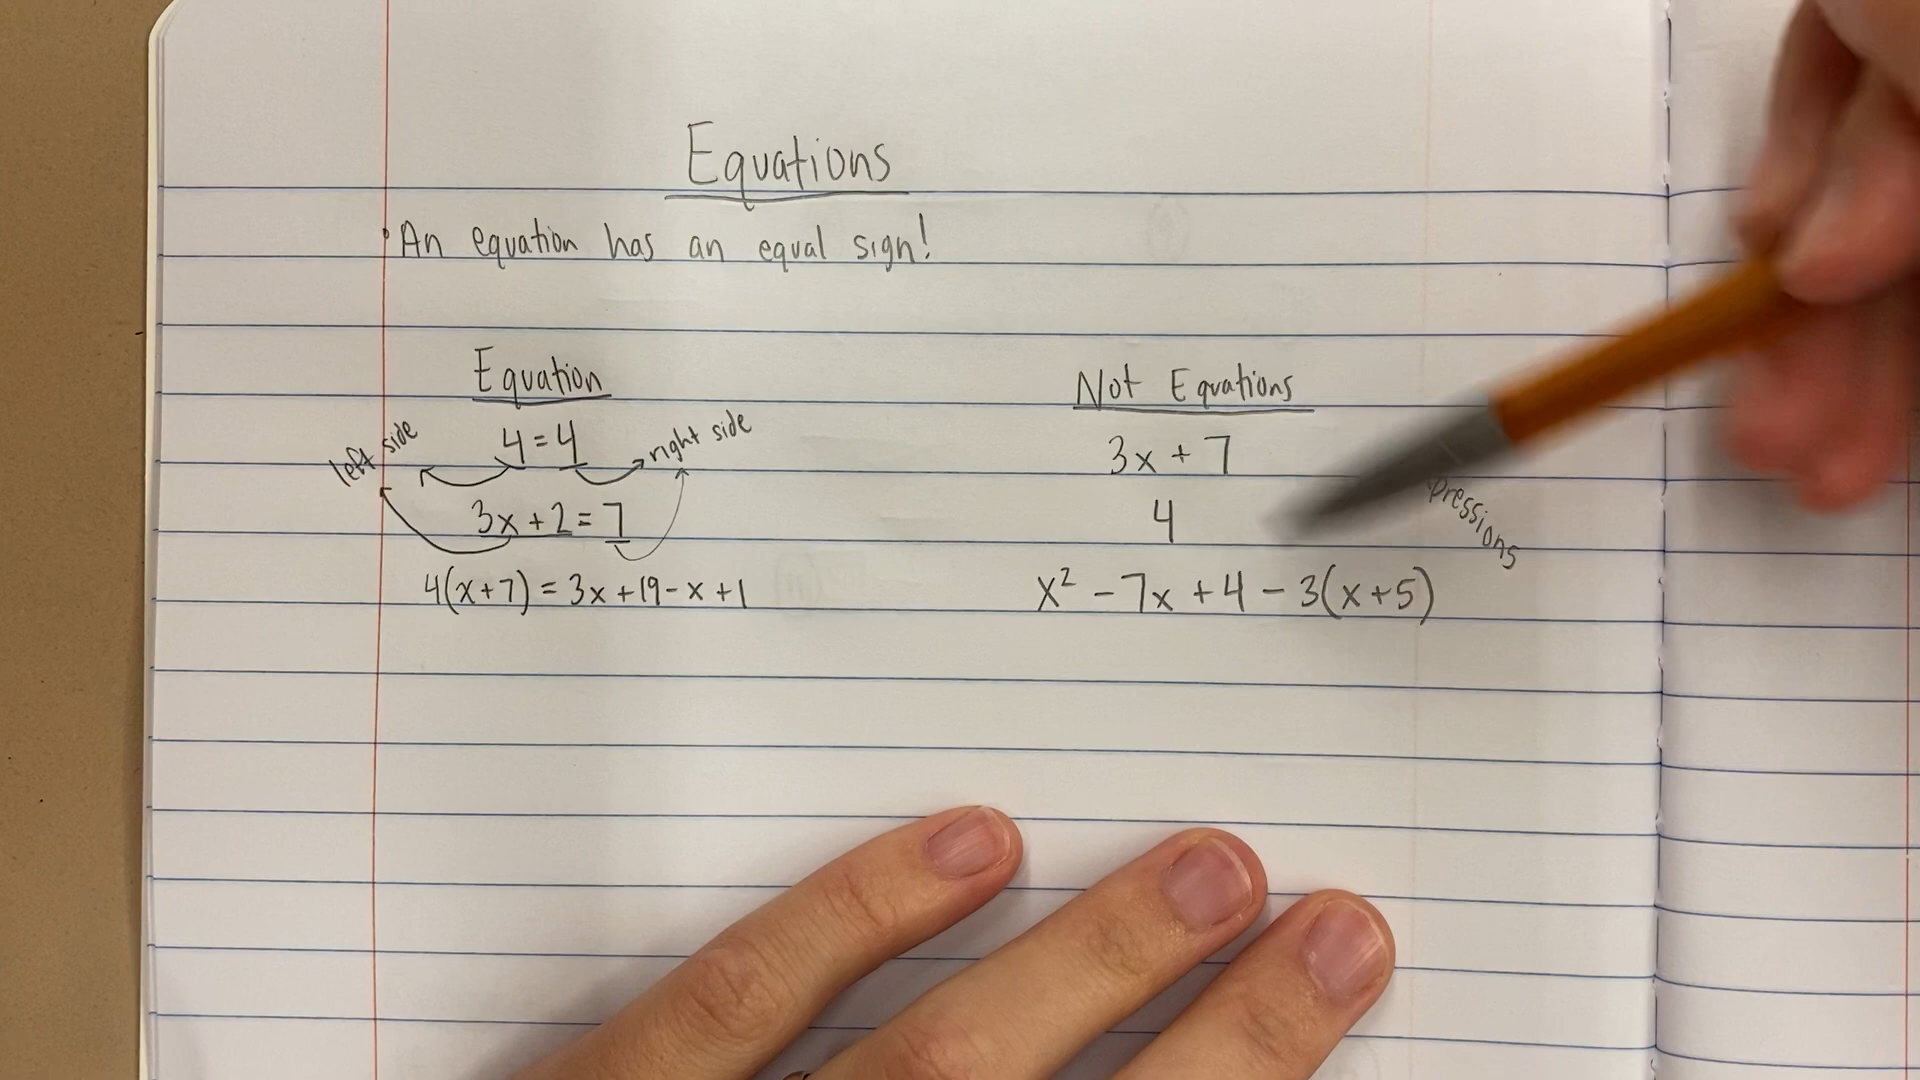 Equations
• An equation has an equal sign!
Equation
left side
4 = 4
right side
3x + 2 = 7
4(x+7) = 3x + 19 - x + 1
Not Equations
3x + 7
4
x² - 7x + 4 - 3(x+5)
pressions